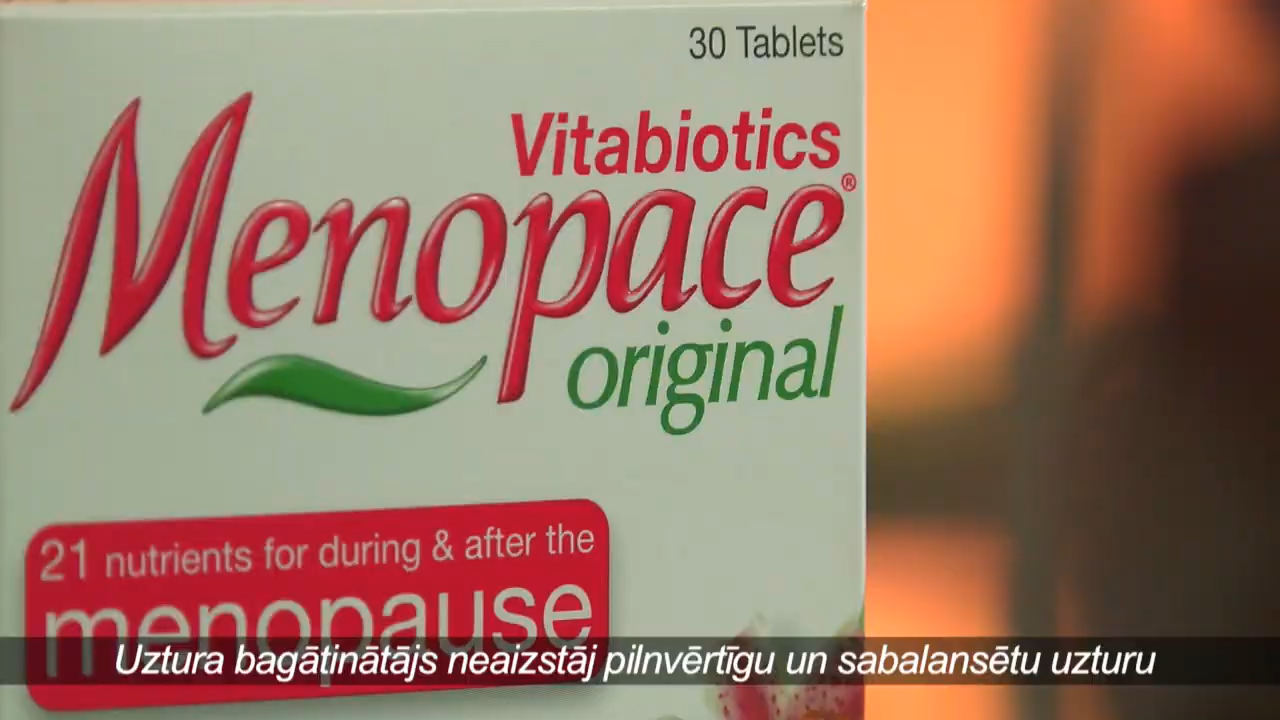 30 Tablets
Vitabiotics
Menopace®
original
21 nutrients for during & after the
menopause
Uztura bagātinātājs neaizstāj pilnvērtīgu un sabalansētu uzturu